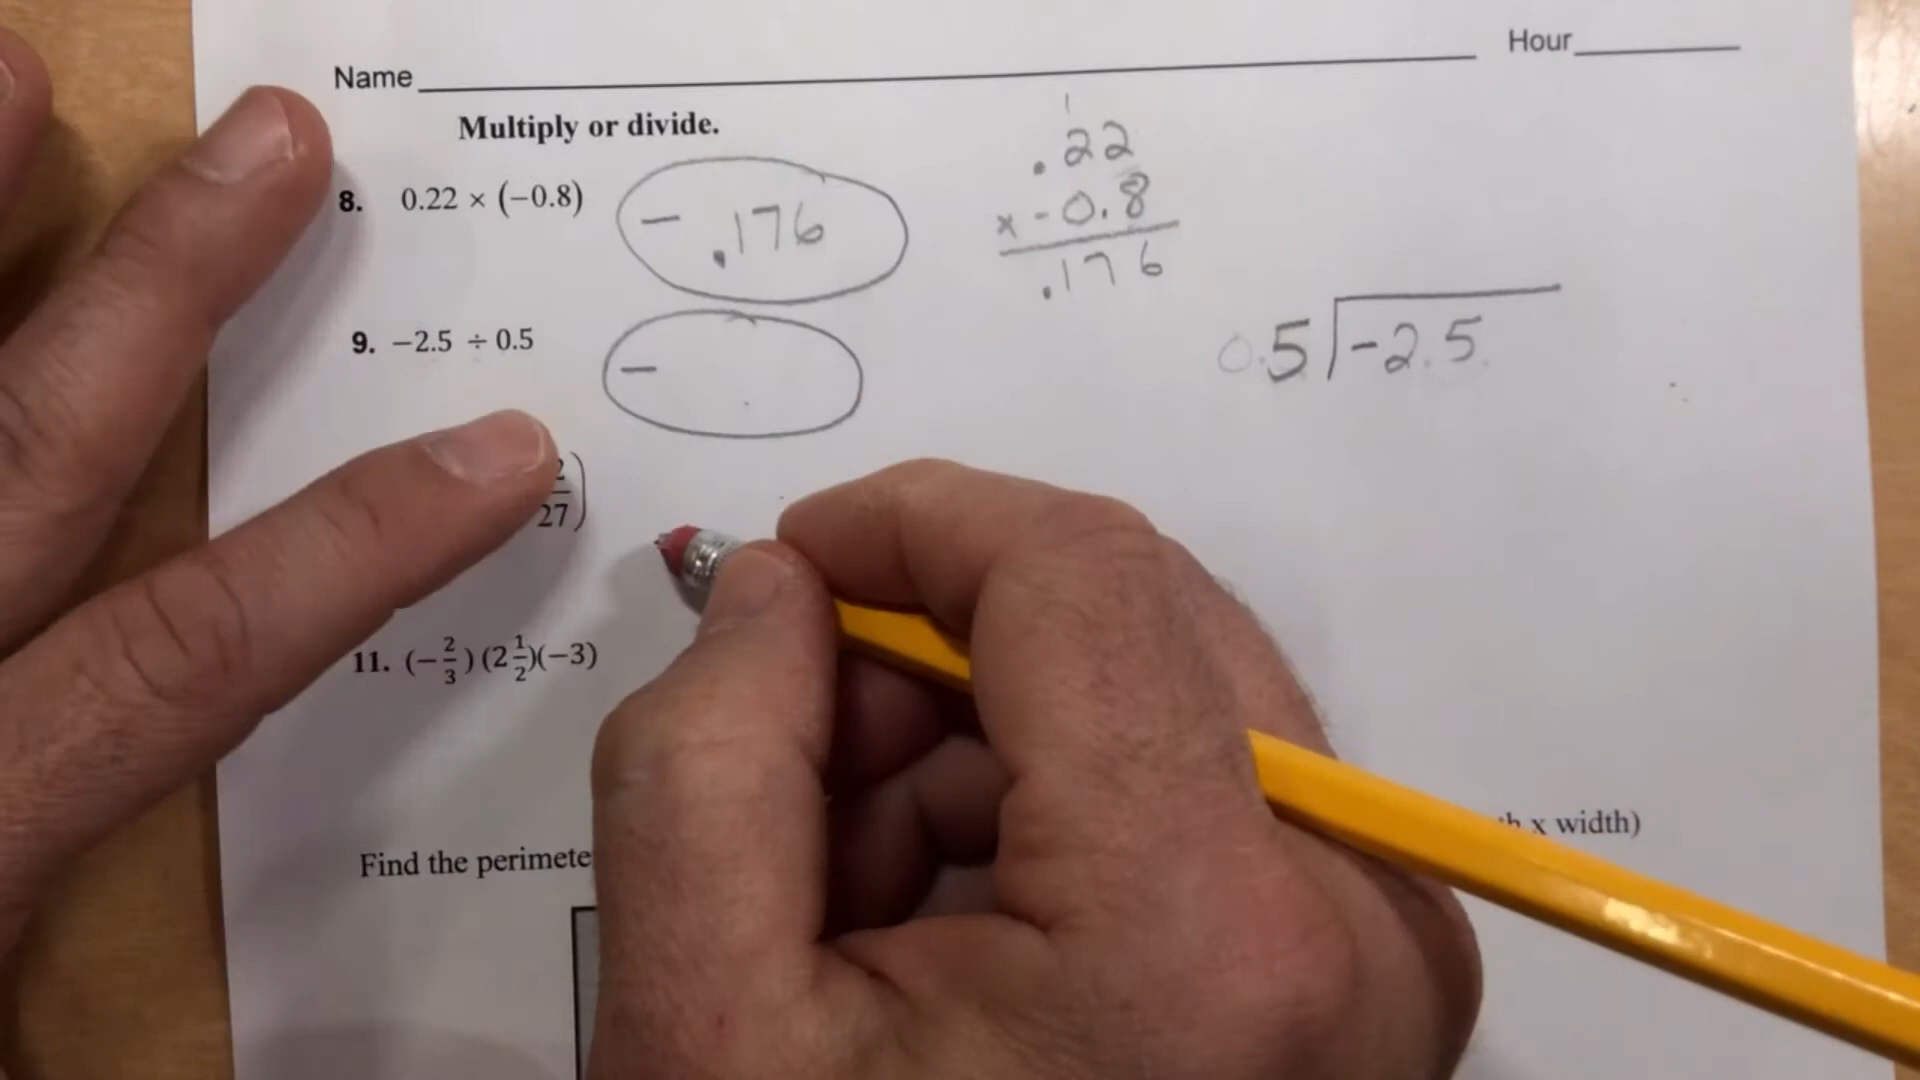 Name Hour
Multiply or divide.
8. 0.22 × (−0.8) − .176
1
.22
x - 0.8
.176
9. −2.5 ÷ 0.5 −
0.5 -2.5
27)
11. (−2/3)(2 1/2)(−3)
Find the x width)